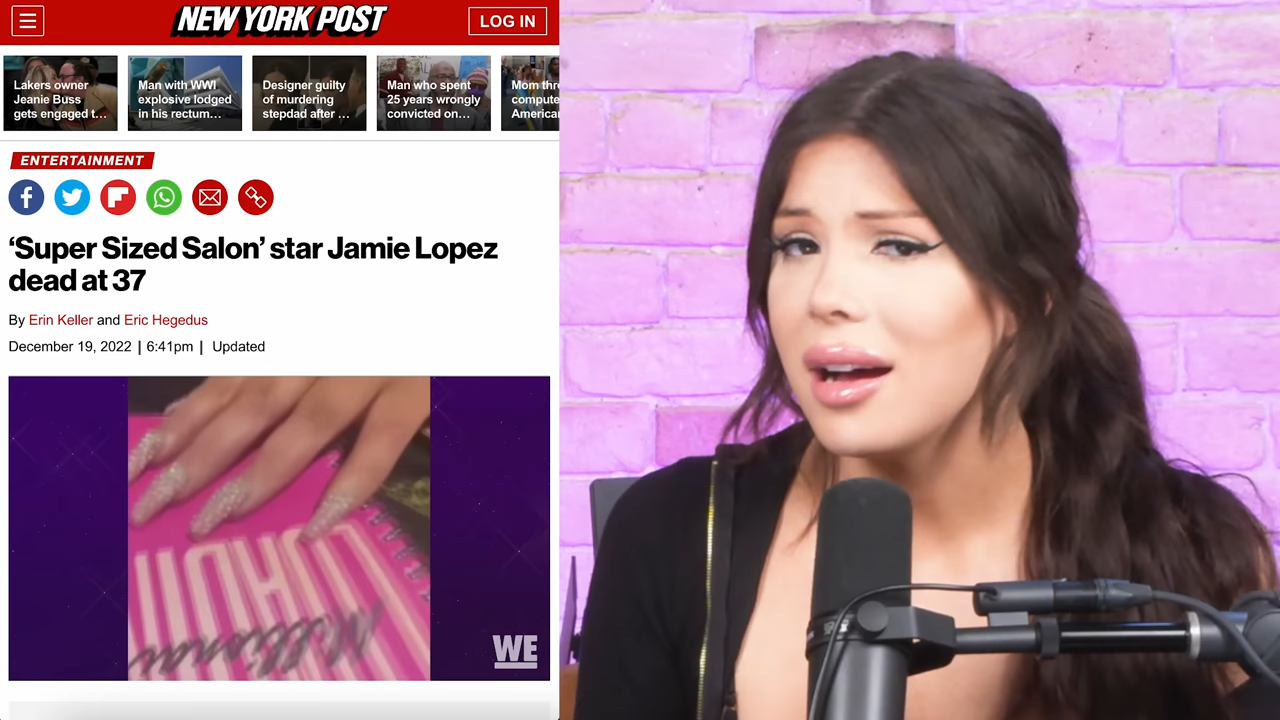 NEW YORK POST
LOG IN
Lakers owner
Jeanie Buss
gets engaged t...
Man with WWI
explosive lodged
in his rectum...
Designer guilty
of murdering
stepdad after ...
Man who spent
25 years wrongly
convicted on...
Mom thr
compute
America
ENTERTAINMENT
‘Super Sized Salon’ star Jamie Lopez
dead at 37
By Erin Keller and Eric Hegedus
December 19, 2022 | 6:41pm | Updated
WE